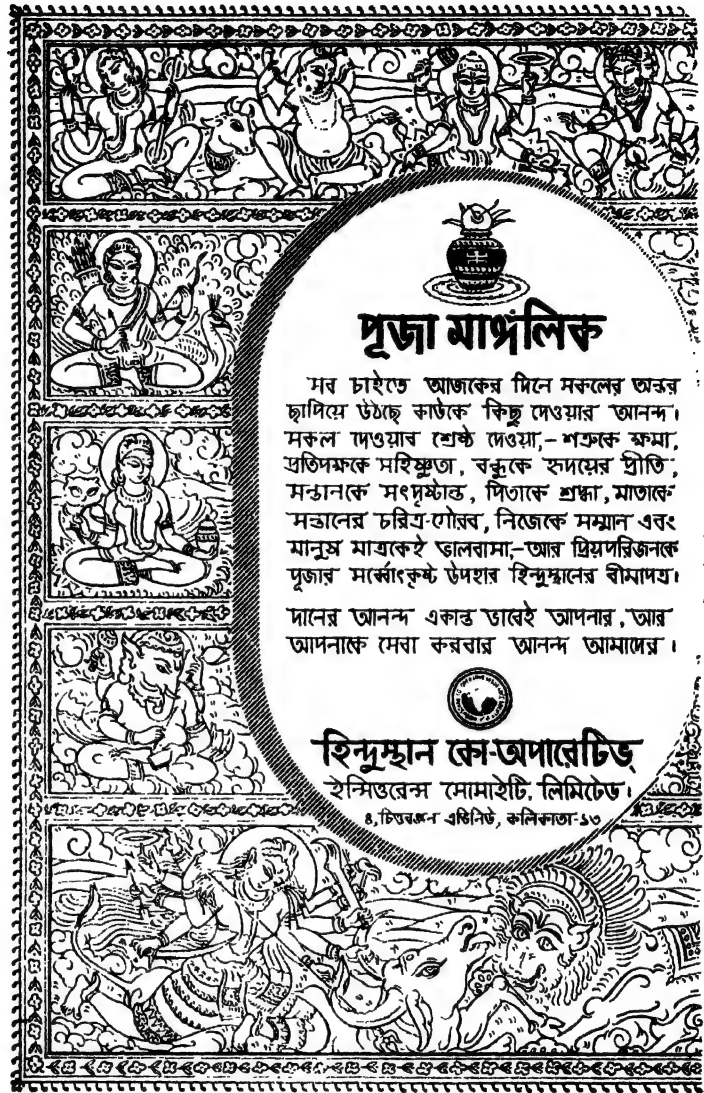 পূজা মাঙ্গলিক
সব চাইতে আজকের দিনে সকলের অন্তর
ছাপিয়ে উঠছে কাউকে কিছু দেওয়ার আনন্দ।
সকল দেওয়ার শ্রেষ্ঠ দেওয়া,–শত্রুকে ক্ষমা,
প্রতিপক্ষকে সহিষ্ণুতা, বন্ধুকে হৃদয়ের প্রীতি,
সন্তানকে সৎদৃষ্টান্ত, পিতাকে শ্রদ্ধা, মাতাকে
সন্তানের চরিত্র-গৌরব, নিজেকে সম্মান এবং
মানুষ মাত্রকেই ভালবাসা,–আর প্রিয়পরিজনকে
পূজার সর্ব্বোৎকৃষ্ট উপহার হিন্দুস্থানের বীমাপত্র।
দানের আনন্দ একান্ত ভাবেই আপনার, আর
আপনাকে সেবা করবার আনন্দ আমাদের।
হিন্দুস্থান কো-অপারেটিভ্
ইন্সিওরেন্স সোসাইটি, লিমিটেড।
৪, চিত্তরঞ্জন এভিনিউ, কলিকাতা-১৩